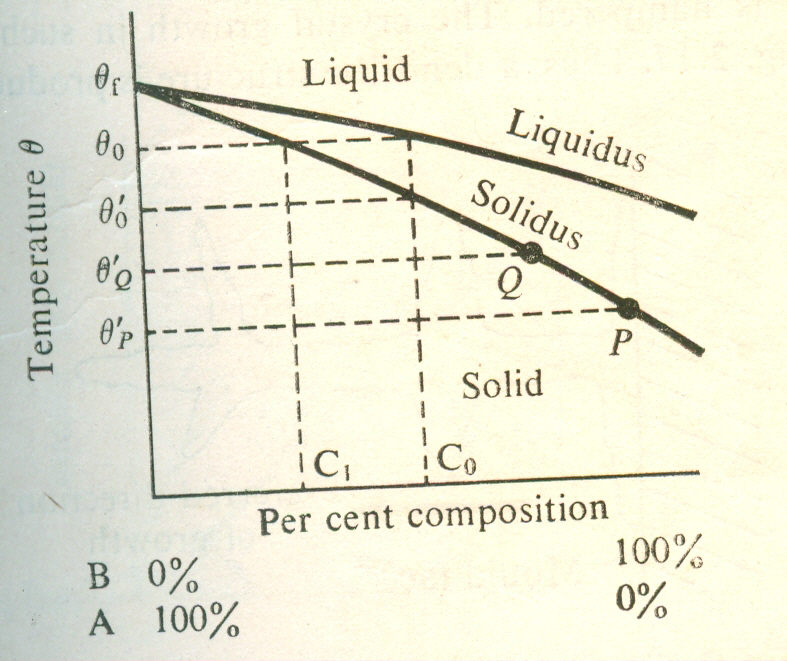 θf
Liquid
θ0
Liquidus
θ'0
Solidus
θ'Q
Q
θ'P
P
Temperature θ
Solid
C1
C0
Per cent composition
B 0% 100%
A 100% 0%